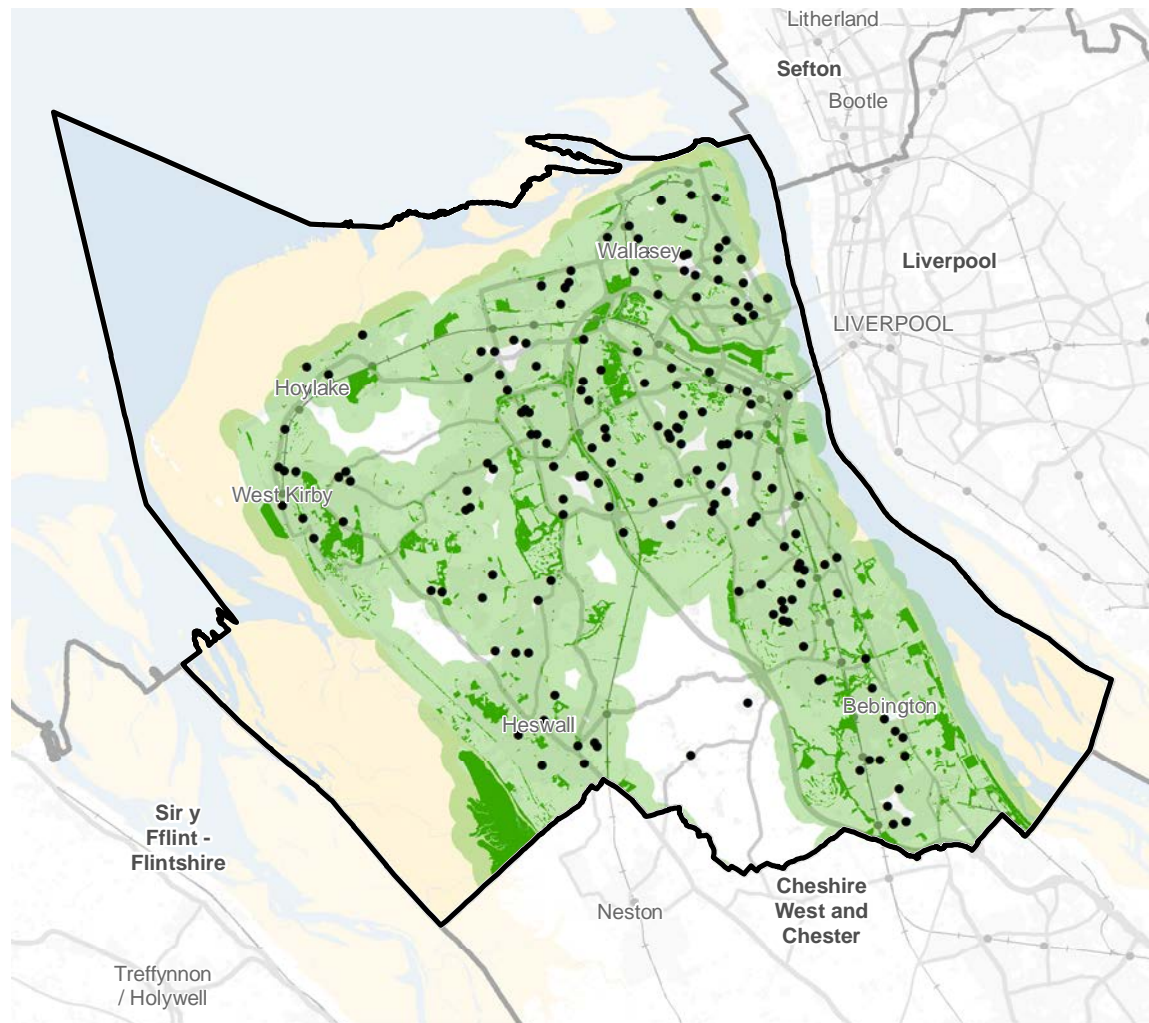 Litherland
Sefton
Bootle
Wallasey
Liverpool
LIVERPOOL
Hoylake
West Kirby
Bebington
Heswall
Sir y
Fflint -
Flintshire
Cheshire
West and
Chester
Neston
Treffynnon
/ Holywell